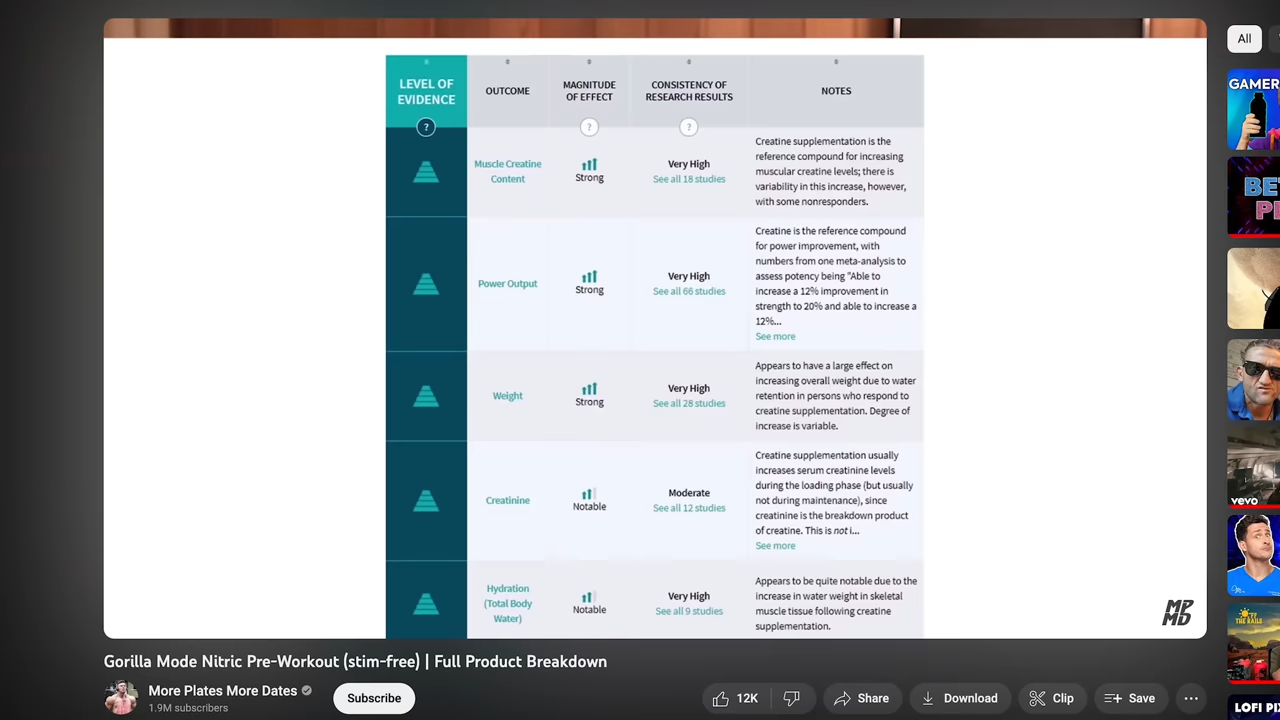 LEVEL OF
EVIDENCE
?
OUTCOME
MAGNITUDE
OF EFFECT
?
CONSISTENCY OF
RESEARCH RESULTS
?
NOTES
Muscle Creatine
Content
Strong
Very High
See all 18 studies
Creatine supplementation is the
reference compound for increasing
muscular creatine levels; there is
variability in this increase, however,
with some nonresponders.
Power Output
Strong
Very High
See all 66 studies
Creatine is the reference compound
for power improvement, with
numbers from one meta-analysis to
assess potency being "Able to
increase a 12% improvement in
strength to 20% and able to increase a
12%...
See more
Weight
Strong
Very High
See all 28 studies
Appears to have a large effect on
increasing overall weight due to water
retention in persons who respond to
creatine supplementation. Degree of
increase is variable.
Creatinine
Notable
Moderate
See all 12 studies
Creatine supplementation usually
increases serum creatinine levels
during the loading phase (but usually
not during maintenance), since
creatinine is the breakdown product
of creatine. This is not i...
See more
Hydration
(Total Body
Water)
Notable
Very High
See all 9 studies
Appears to be quite notable due to the
increase in water weight in skeletal
muscle tissue following creatine
supplementation.
MPMD
Gorilla Mode Nitric Pre-Workout (stim-free) | Full Product Breakdown
More Plates More Dates
1.9M subscribers
Subscribe
12K
Share
Download
Clip
Save
All
GAMER
BET
PR
vevo
THE RAILS
LOFI